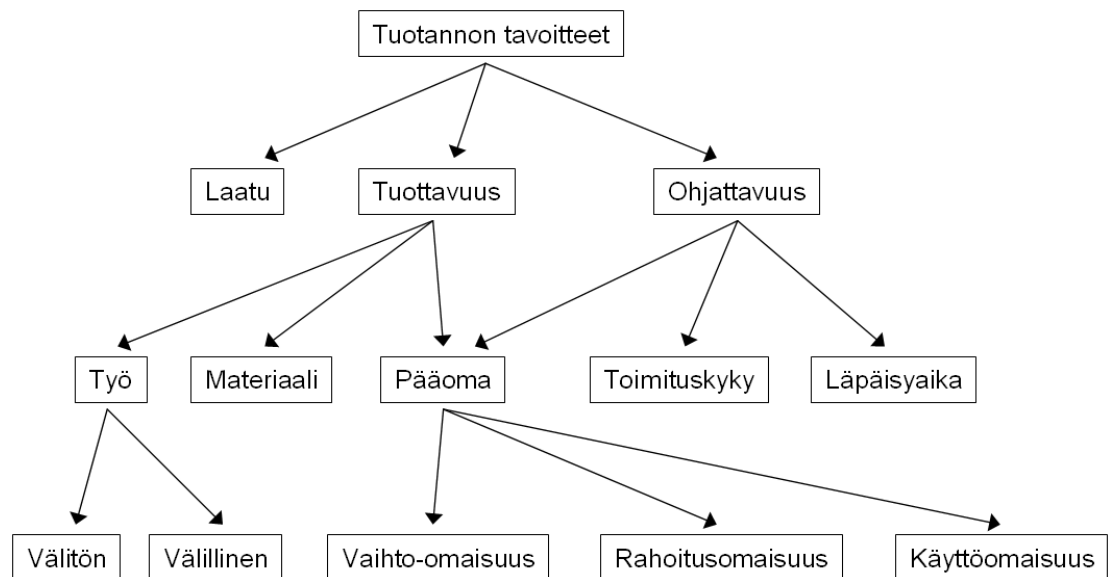 Tuotannon tavoitteet
Laatu
Tuottavuus
Ohjattavuus
Työ
Materiaali
Pääoma
Toimituskyky
Läpäisyaika
Välitön
Välillinen
Vaihto-omaisuus
Rahoitusomaisuus
Käyttöomaisuus